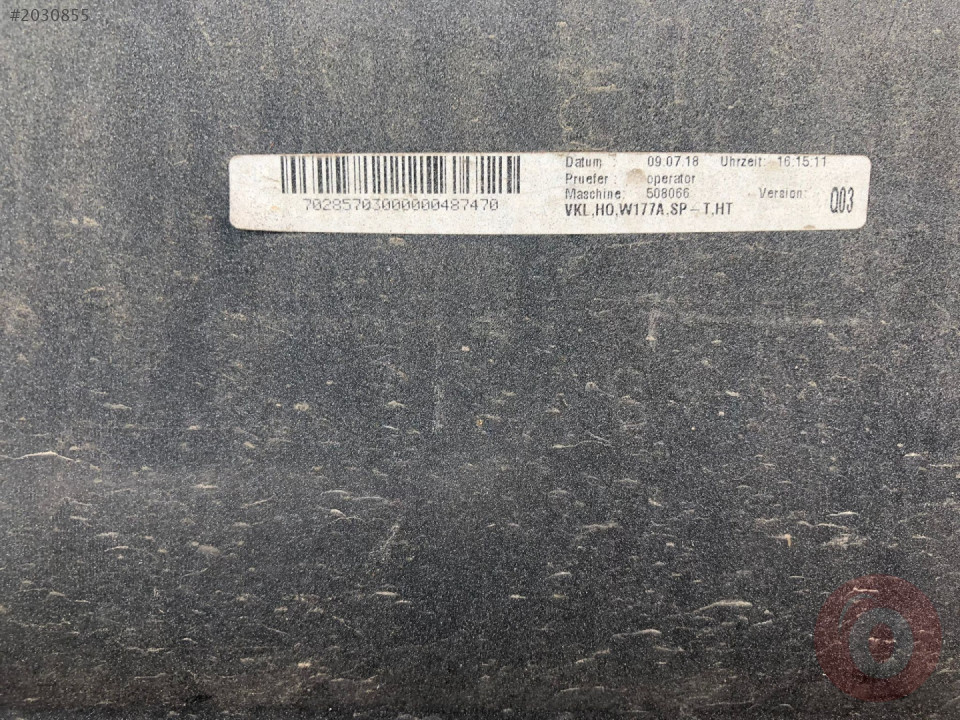 #2030855
70285703000000487470
Datum : 09.07.18 Uhrzeit: 16:15:11
Pruefer : operator
Maschine: 508066 Version: Q03
VKL,HO,W177A,SP-T,HT